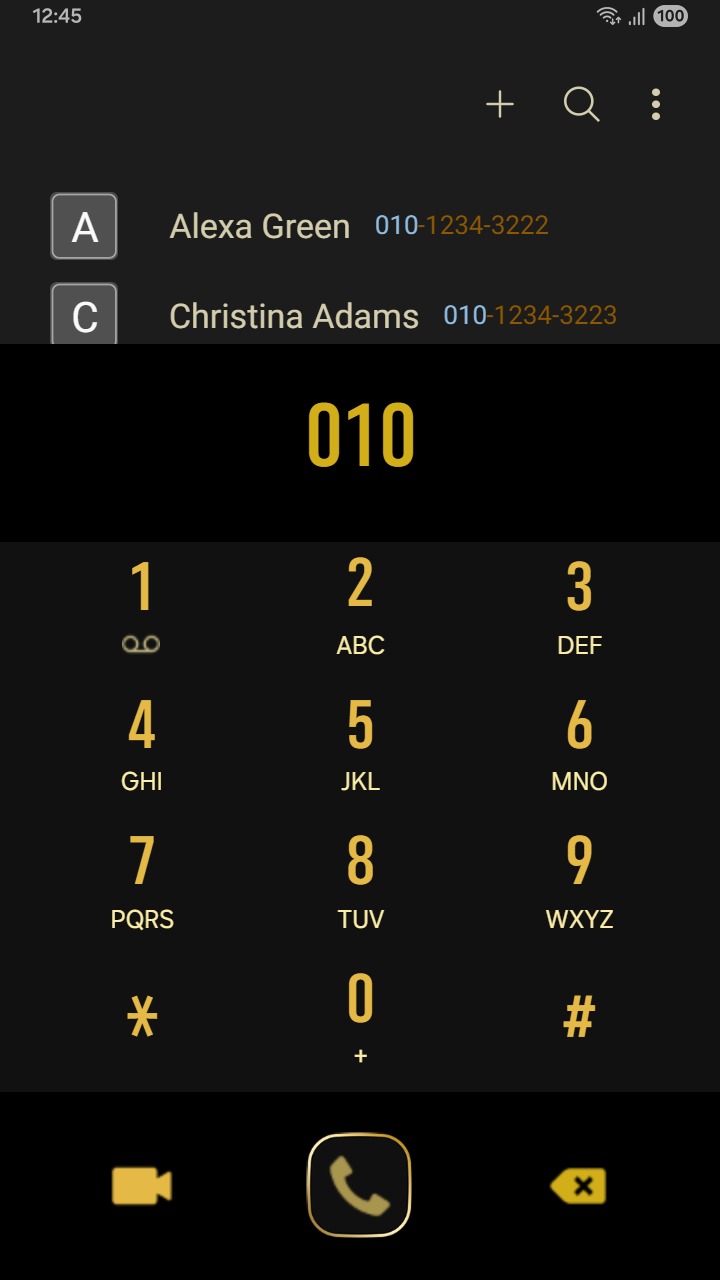 12:45 100
A Alexa Green 010-1234-3222
C Christina Adams 010-1234-3223
010
1 2 3
ABC DEF
4 5 6
GHI JKL MNO
7 8 9
PQRS TUV WXYZ
* 0 #
+